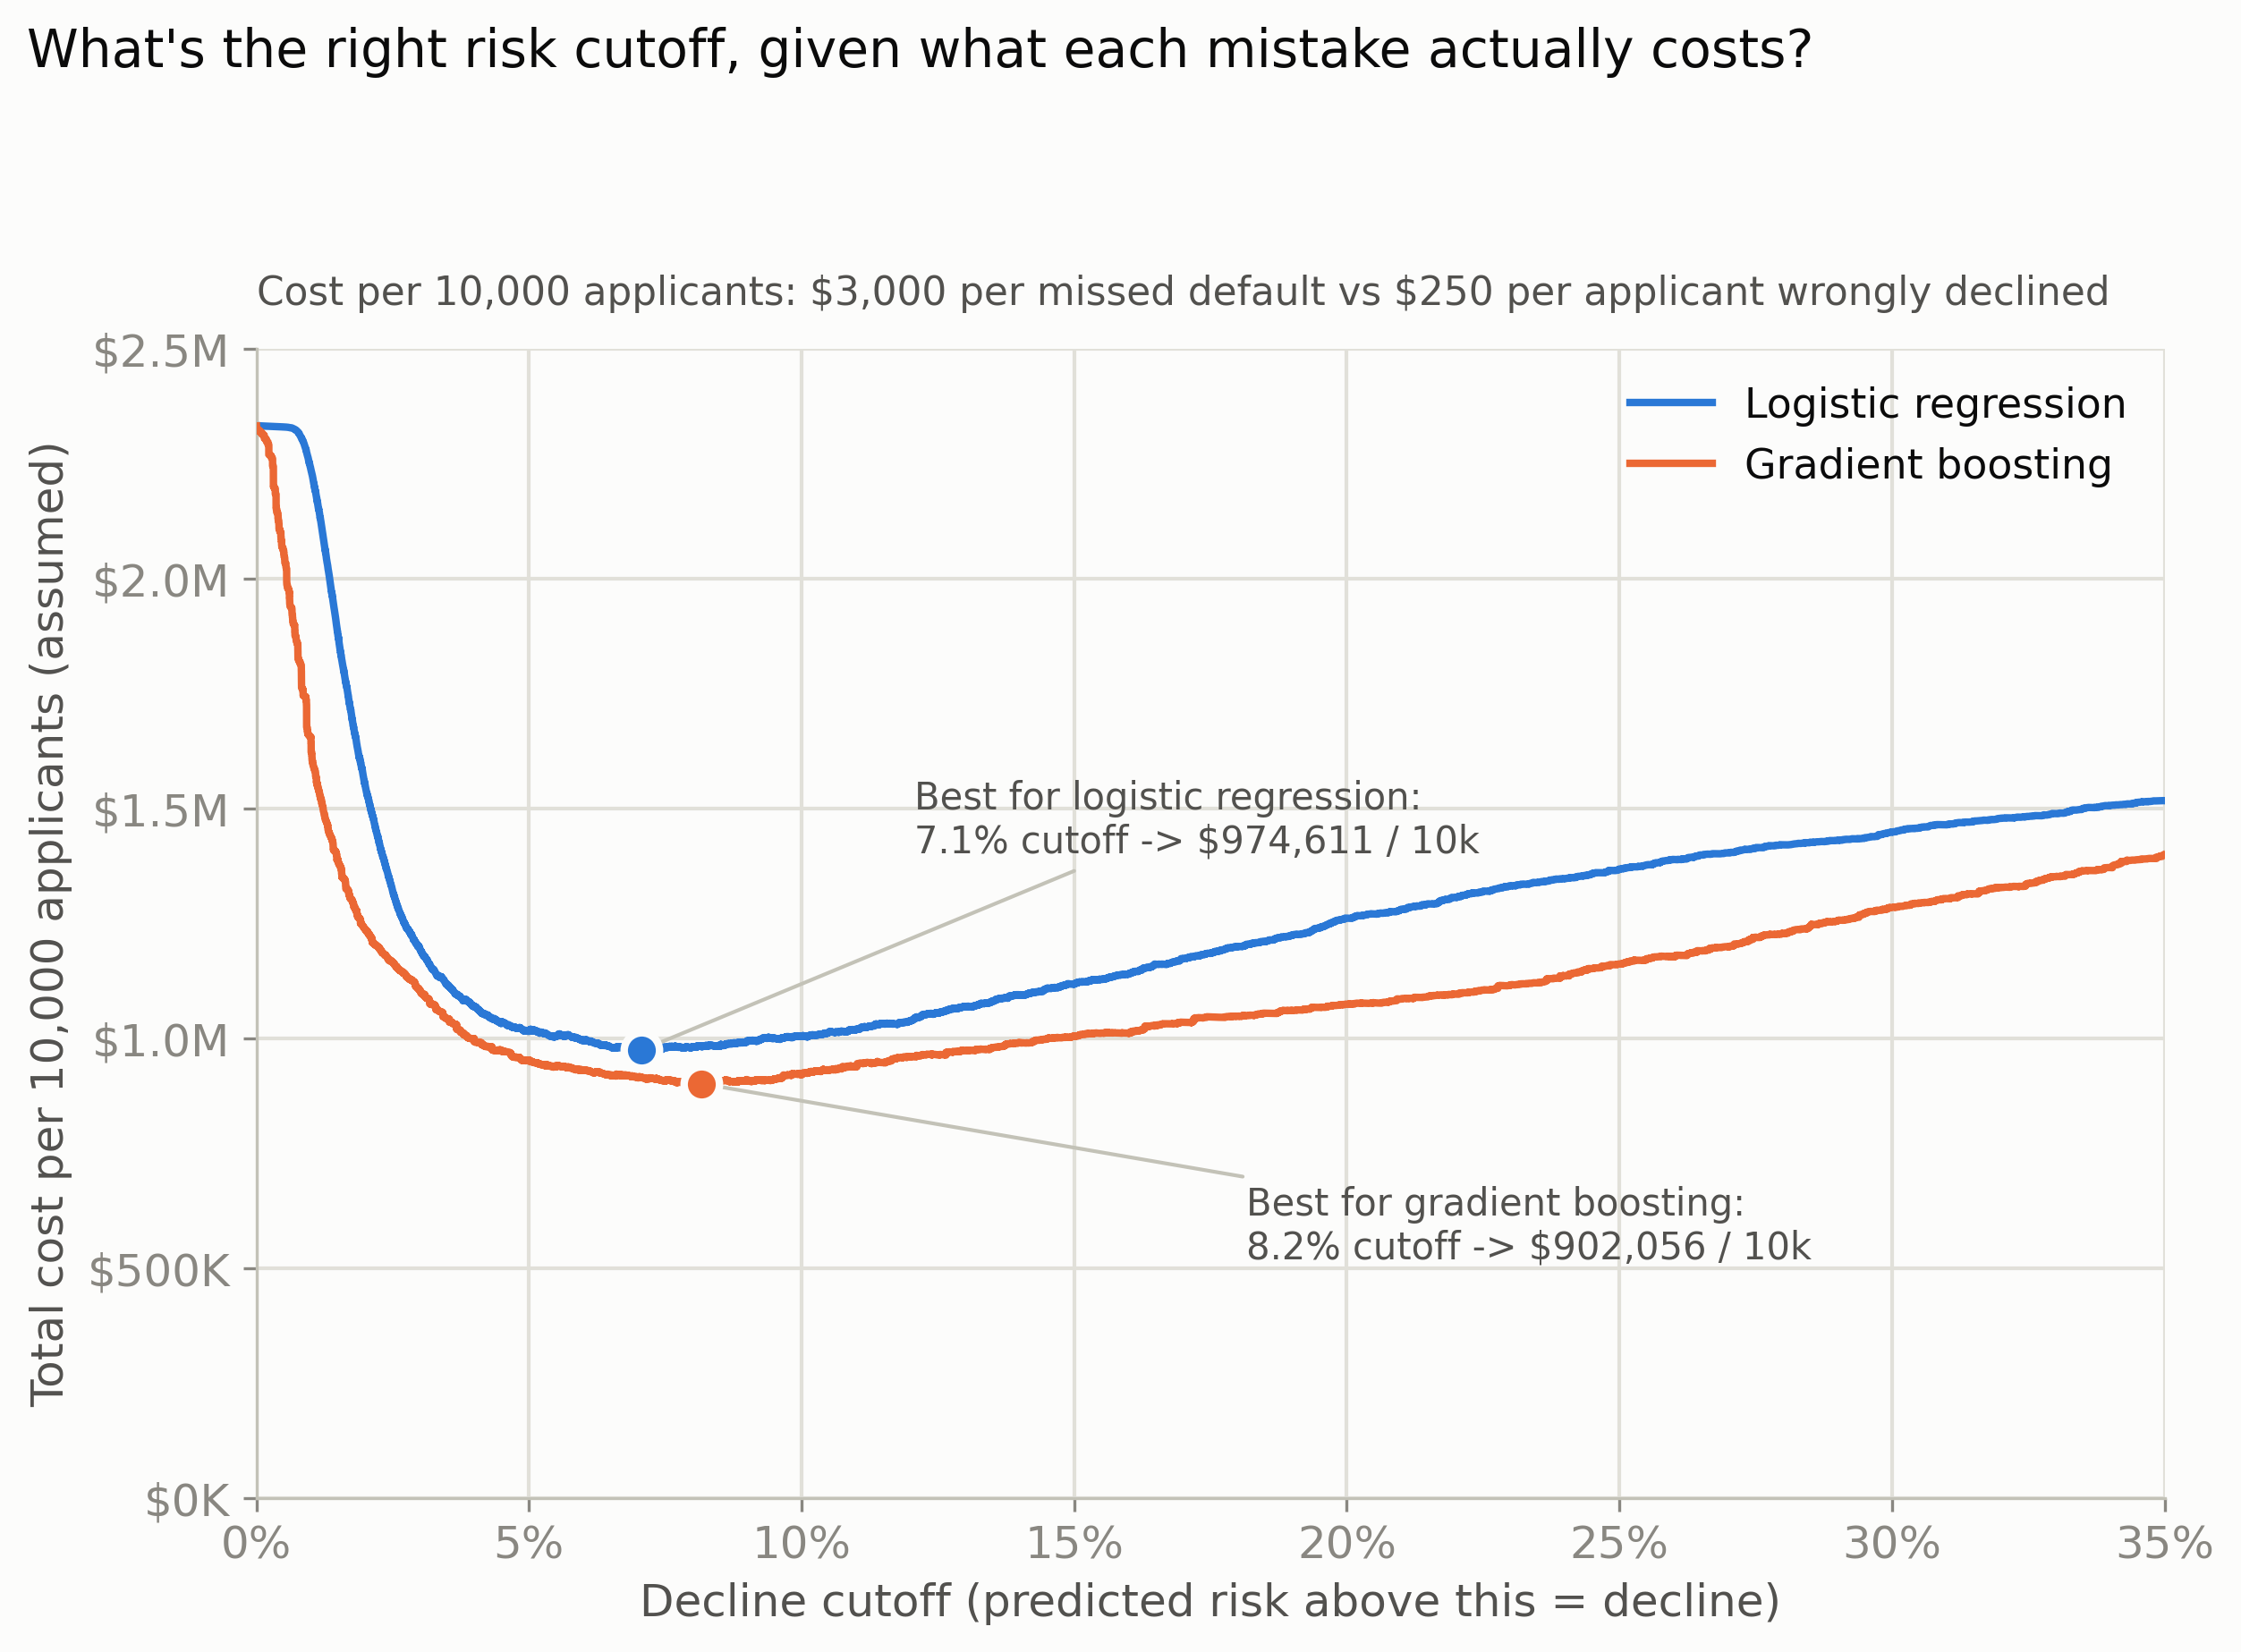 What's the right risk cutoff, given what each mistake actually costs?
Cost per 10,000 applicants: $3,000 per missed default vs $250 per applicant wrongly declined
Total cost per 10,000 applicants (assumed)
$2.5M
$2.0M
$1.5M
$1.0M
$500K
$0K
Logistic regression
Gradient boosting
Best for logistic regression:
7.1% cutoff -> $974,611 / 10k
Best for gradient boosting:
8.2% cutoff -> $902,056 / 10k
0%
5%
10%
15%
20%
25%
30%
35%
Decline cutoff (predicted risk above this = decline)